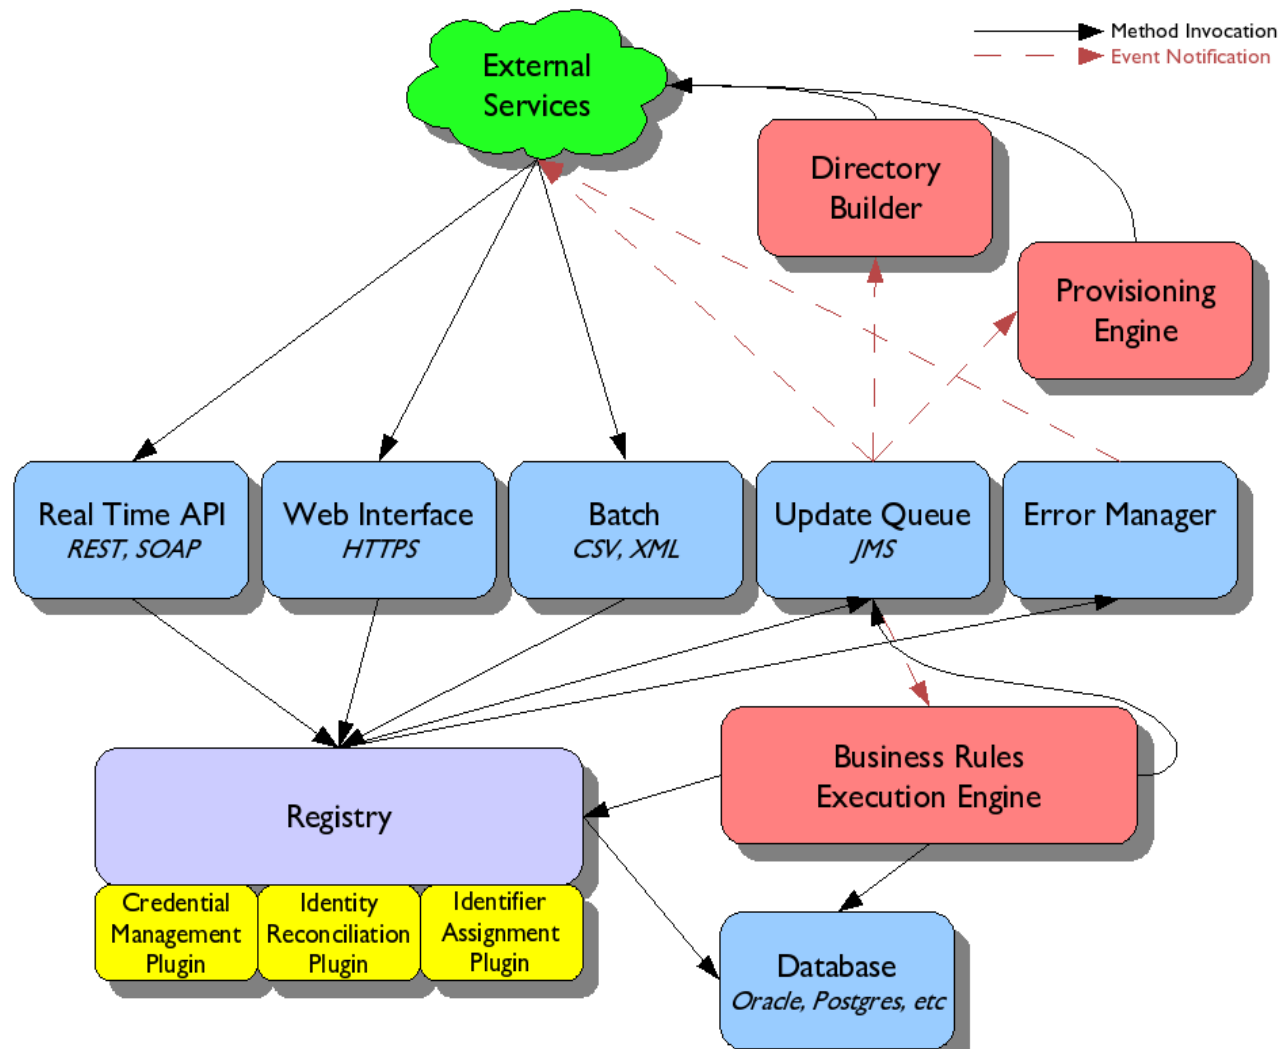 Method Invocation
Event Notification
External
Services
Directory
Builder
Provisioning
Engine
Real Time API
REST, SOAP
Web Interface
HTTPS
Batch
CSV, XML
Update Queue
JMS
Error Manager
Business Rules
Execution Engine
Registry
Credential
Management
Plugin
Identity
Reconciliation
Plugin
Identifier
Assignment
Plugin
Database
Oracle, Postgres, etc